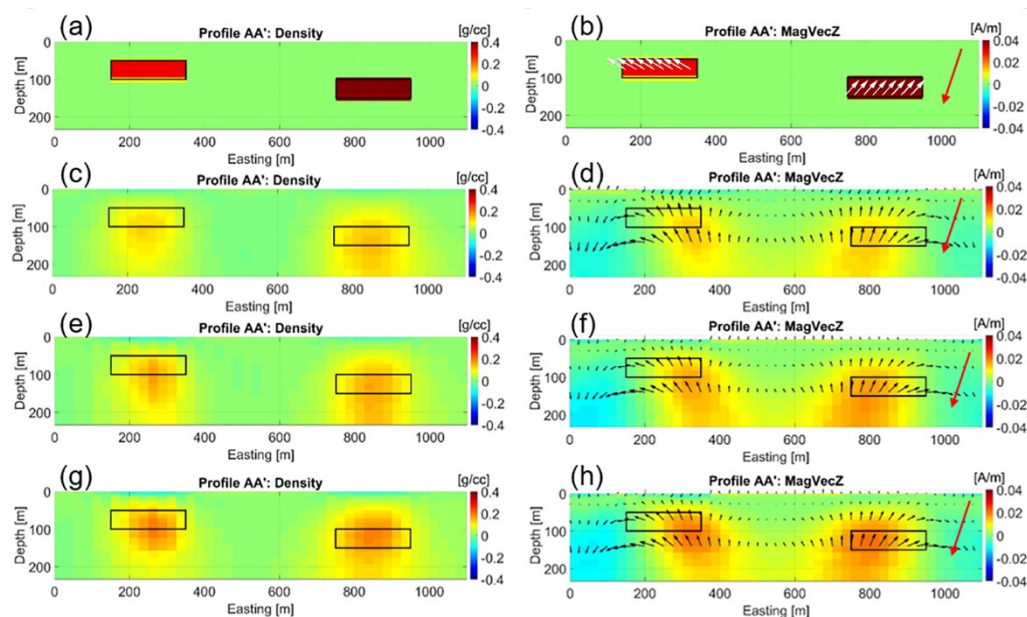 (a) Profile AA': Density [g/cc]
0
100
200
Depth [m]
0 200 400 600 800 1000
Easting [m]
0.4
0.2
0
-0.2
-0.4
(b) Profile AA': MagVecZ [A/m]
0
100
200
Depth [m]
0 200 400 600 800 1000
Easting [m]
0.04
0.02
0
-0.02
-0.04
(c) Profile AA': Density [g/cc]
0
100
200
Depth [m]
0 200 400 600 800 1000
Easting [m]
0.4
0.2
0
-0.2
-0.4
(d) Profile AA': MagVecZ [A/m]
0
100
200
Depth [m]
0 200 400 600 800 1000
Easting [m]
0.04
0.02
0
-0.02
-0.04
(e) Profile AA': Density [g/cc]
0
100
200
Depth [m]
0 200 400 600 800 1000
Easting [m]
0.4
0.2
0
-0.2
-0.4
(f) Profile AA': MagVecZ [A/m]
0
100
200
Depth [m]
0 200 400 600 800 1000
Easting [m]
0.04
0.02
0
-0.02
-0.04
(g) Profile AA': Density [g/cc]
0
100
200
Depth [m]
0 200 400 600 800 1000
Easting [m]
0.4
0.2
0
-0.2
-0.4
(h) Profile AA': MagVecZ [A/m]
0
100
200
Depth [m]
0 200 400 600 800 1000
Easting [m]
0.04
0.02
0
-0.02
-0.04